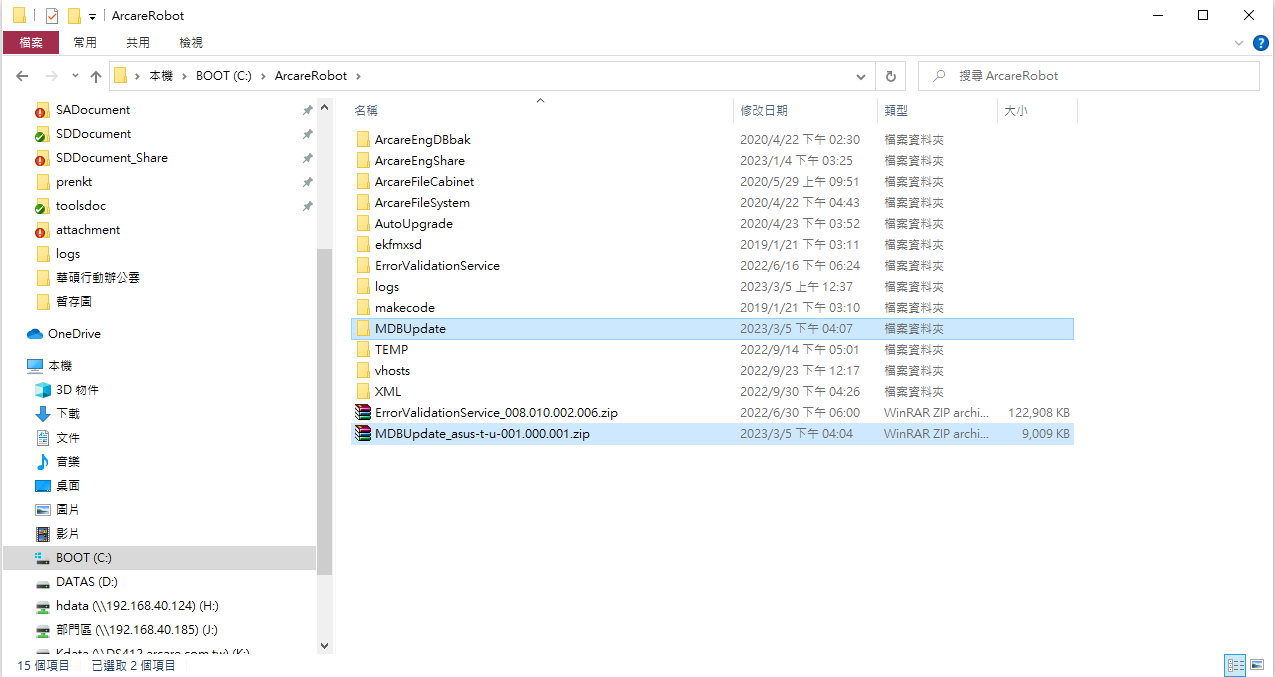 ArcareRobot
檔案 常用 共用 檢視
本機 BOOT (C:) ArcareRobot 搜尋 ArcareRobot
SADocument
SDDocument
SDDocument_Share
prenkt
toolsdoc
attachment
logs
華碩行動辦公雲
暫存圖
OneDrive
本機
3D 物件
下載
文件
音樂
桌面
圖片
影片
BOOT (C:)
DATAS (D:)
hdata (\\192.168.40.124) (H:)
部門區 (\\192.168.40.185) (J:)
Kdata (\\DS412.arcare.com.tw) (K:)
名稱 修改日期 類型 大小
ArcareEngDBbak 2020/4/22 下午 02:30 檔案資料夾
ArcareEngShare 2023/1/4 下午 03:25 檔案資料夾
ArcareFileCabinet 2020/5/29 上午 09:51 檔案資料夾
ArcareFileSystem 2020/4/22 下午 04:43 檔案資料夾
AutoUpgrade 2020/4/23 下午 03:52 檔案資料夾
ekfmxsd 2019/1/21 下午 03:11 檔案資料夾
ErrorValidationService 2022/6/16 下午 06:24 檔案資料夾
logs 2023/3/5 上午 12:37 檔案資料夾
makecode 2019/1/21 下午 03:10 檔案資料夾
MDBUpdate 2023/3/5 下午 04:07 檔案資料夾
TEMP 2022/9/14 下午 05:01 檔案資料夾
vhosts 2022/9/23 下午 12:17 檔案資料夾
XML 2022/9/30 下午 04:26 檔案資料夾
ErrorValidationService_008.010.002.006.zip 2022/6/30 下午 06:00 WinRAR ZIP archi... 122,908 KB
MDBUpdate_asus-t-u-001.000.001.zip 2023/3/5 下午 04:04 WinRAR ZIP archi... 9,009 KB
15 個項目 已選取 2 個項目